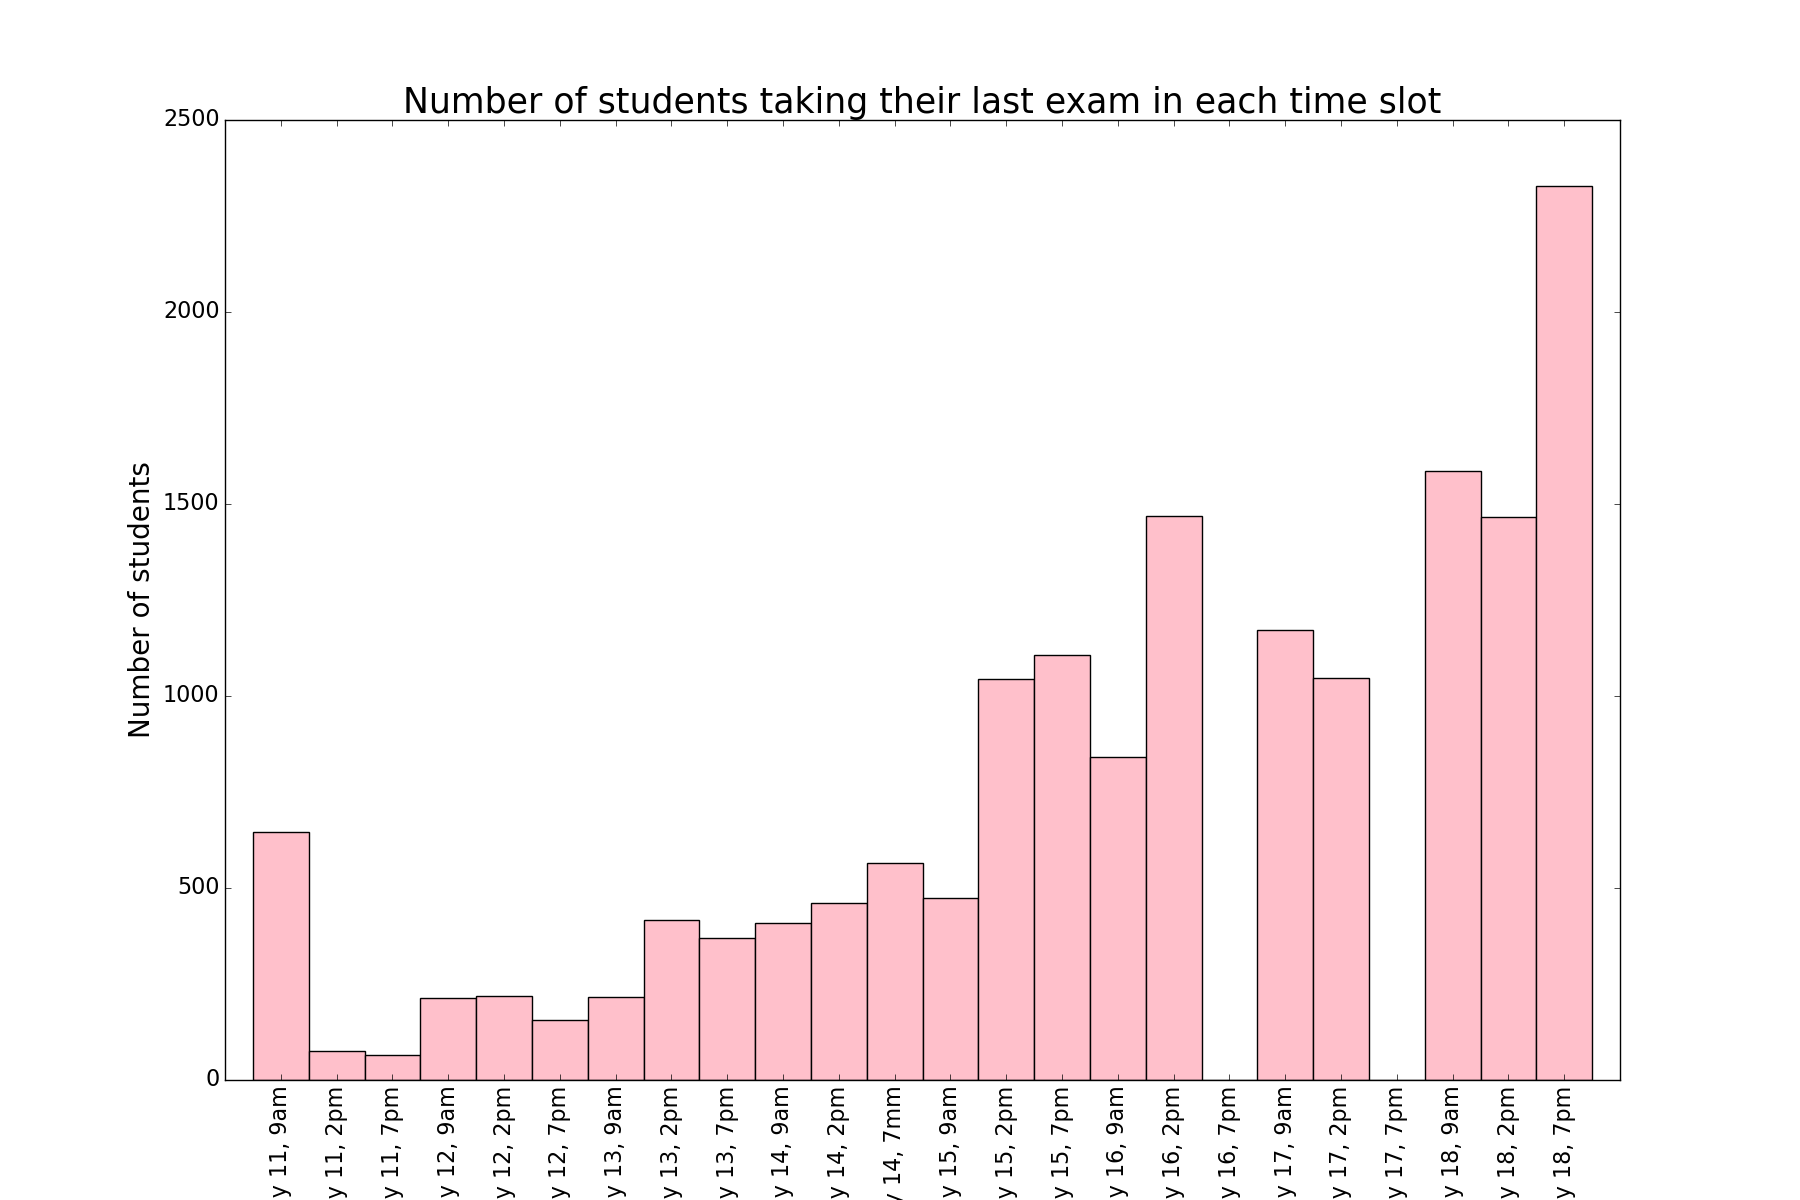 Number of students taking their last exam in each time slot
Number of students
2500
2000
1500
1000
500
0
y 11, 9am
y 11, 2pm
y 11, 7pm
y 12, 9am
y 12, 2pm
y 12, 7pm
y 13, 9am
y 13, 2pm
y 13, 7pm
y 14, 9am
y 14, 2pm
y 14, 7mm
y 15, 9am
y 15, 2pm
y 15, 7pm
y 16, 9am
y 16, 2pm
y 16, 7pm
y 17, 9am
y 17, 2pm
y 17, 7pm
y 18, 9am
y 18, 2pm
y 18, 7pm